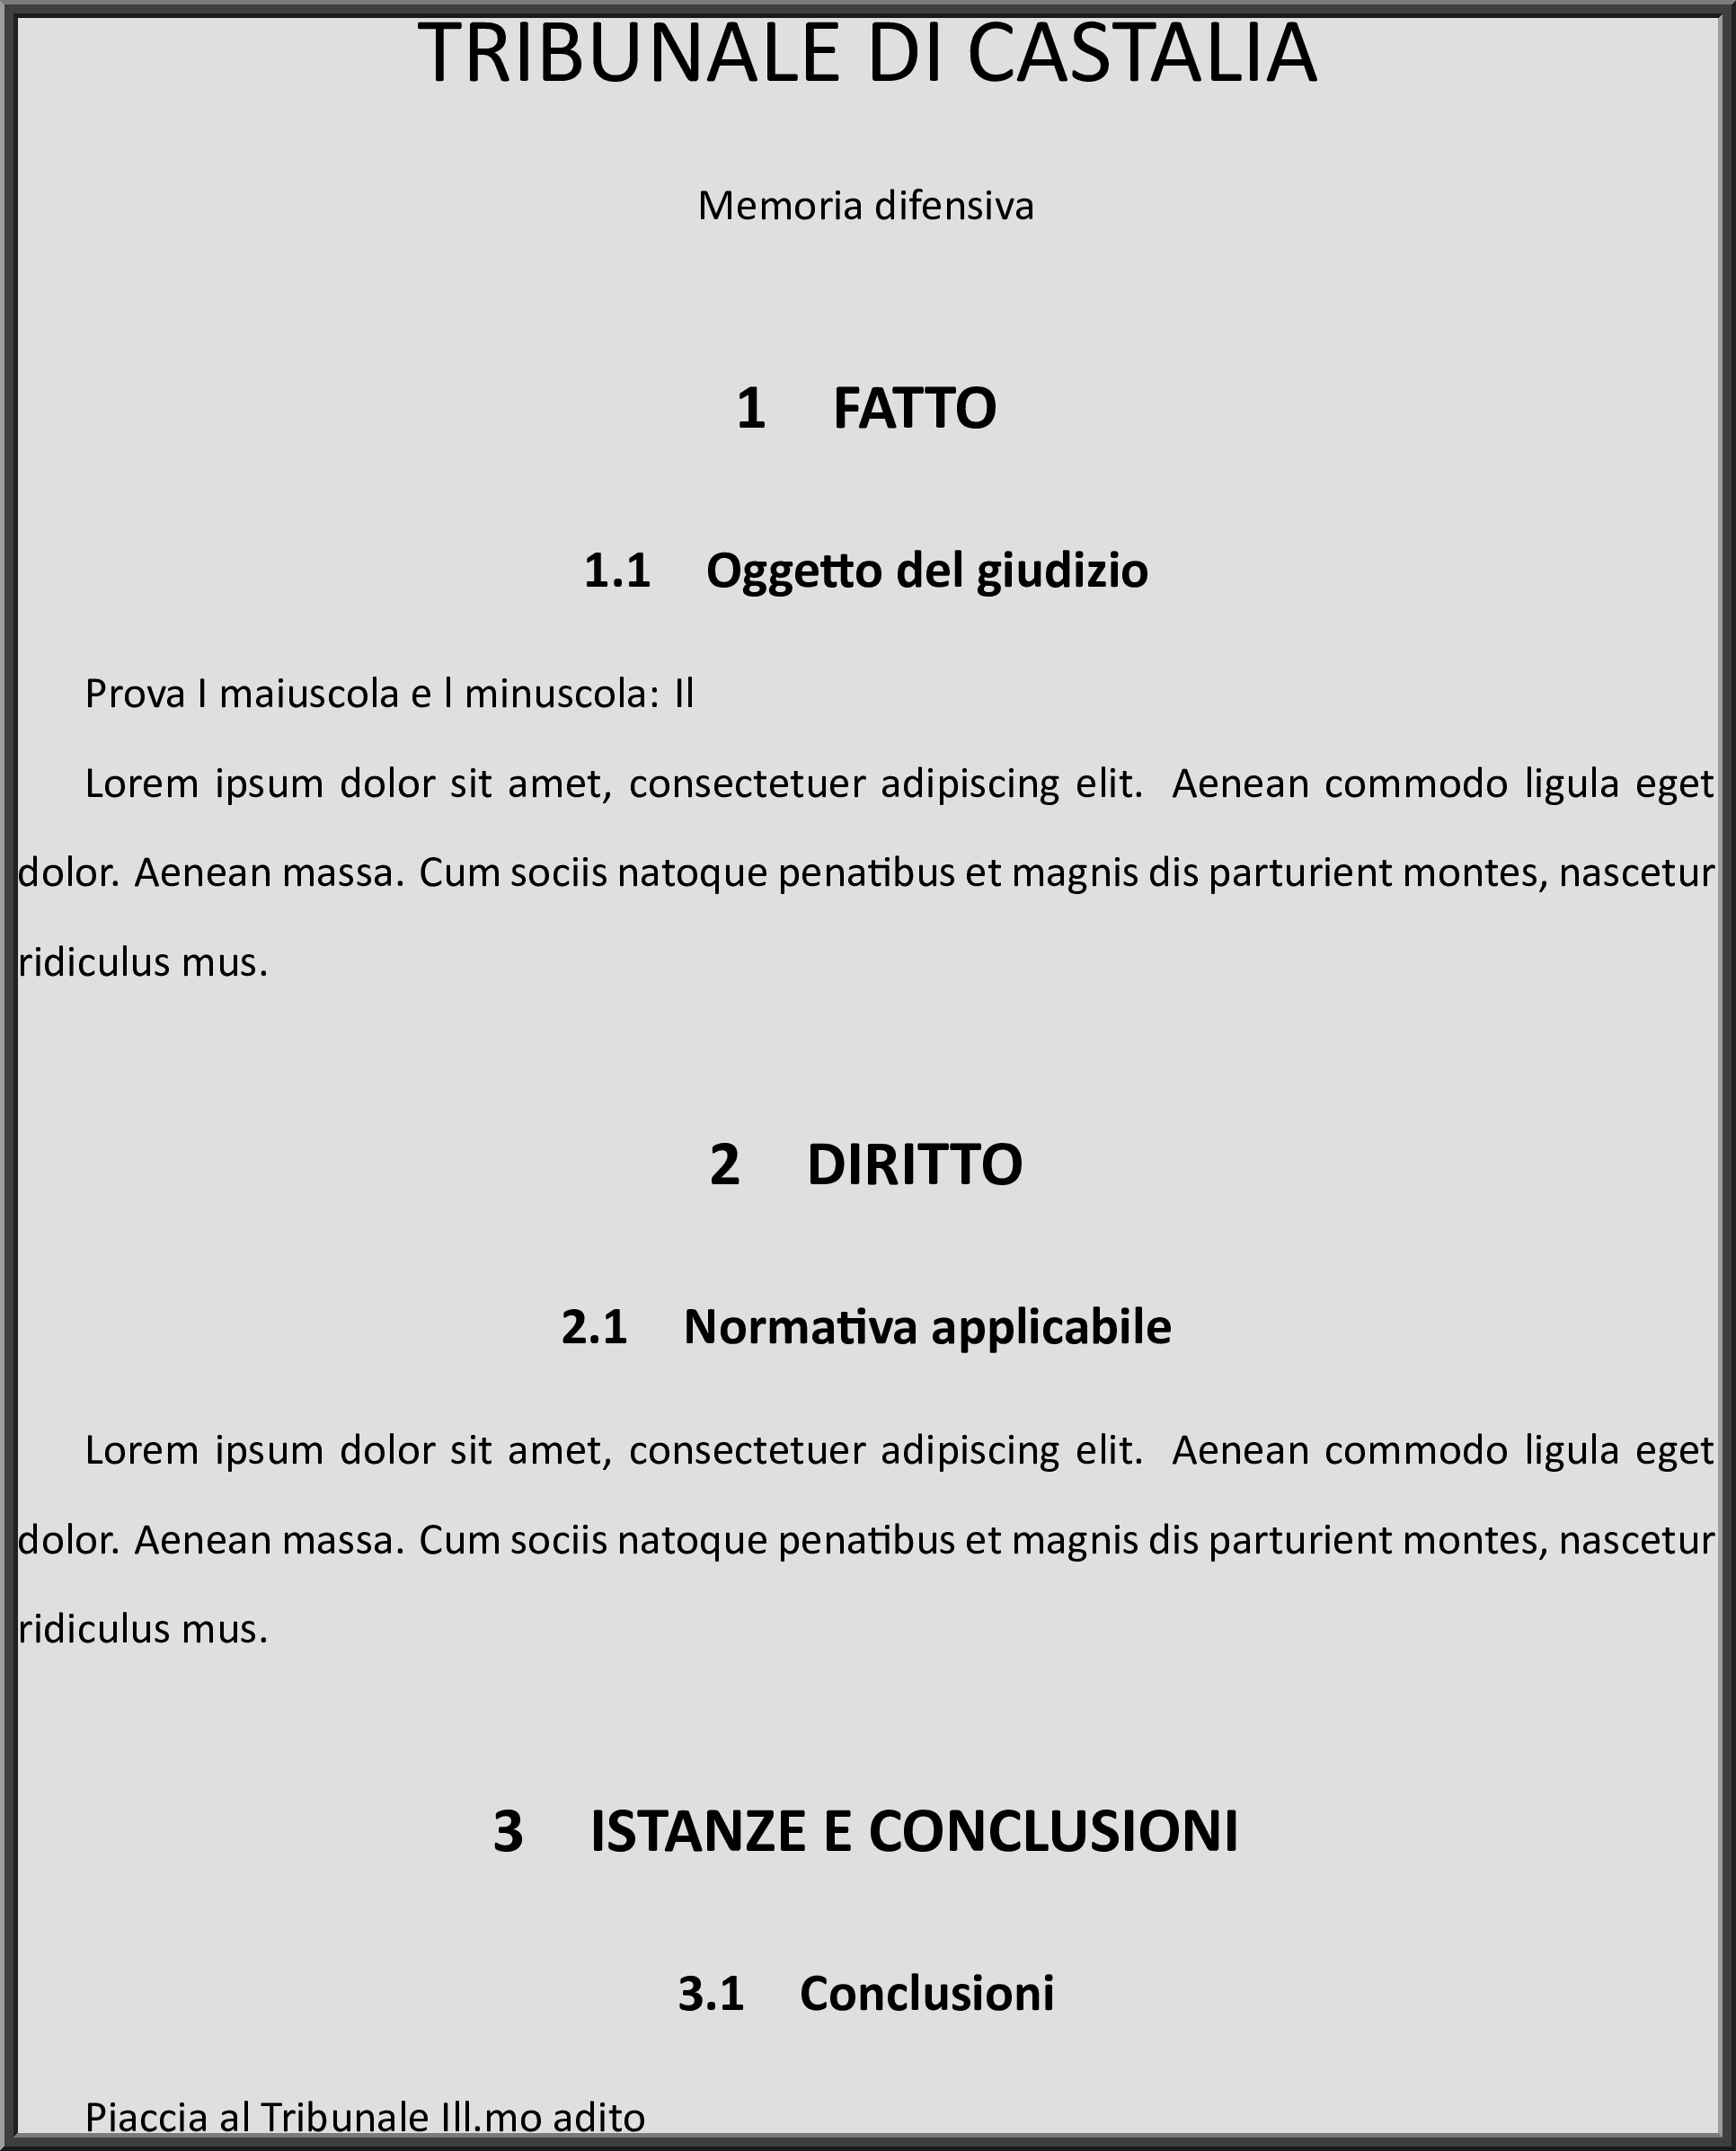 TRIBUNALE DI CASTALIA
Memoria difensiva
1 FATTO
1.1 Oggetto del giudizio
Prova I maiuscola e l minuscola: Il
Lorem ipsum dolor sit amet, consectetuer adipiscing elit. Aenean commodo ligula eget
dolor. Aenean massa. Cum sociis natoque penatibus et magnis dis parturient montes, nascetur
ridiculus mus.
2 DIRITTO
2.1 Normativa applicabile
Lorem ipsum dolor sit amet, consectetuer adipiscing elit. Aenean commodo ligula eget
dolor. Aenean massa. Cum sociis natoque penatibus et magnis dis parturient montes, nascetur
ridiculus mus.
3 ISTANZE E CONCLUSIONI
3.1 Conclusioni
Piaccia al Tribunale Ill.mo adito